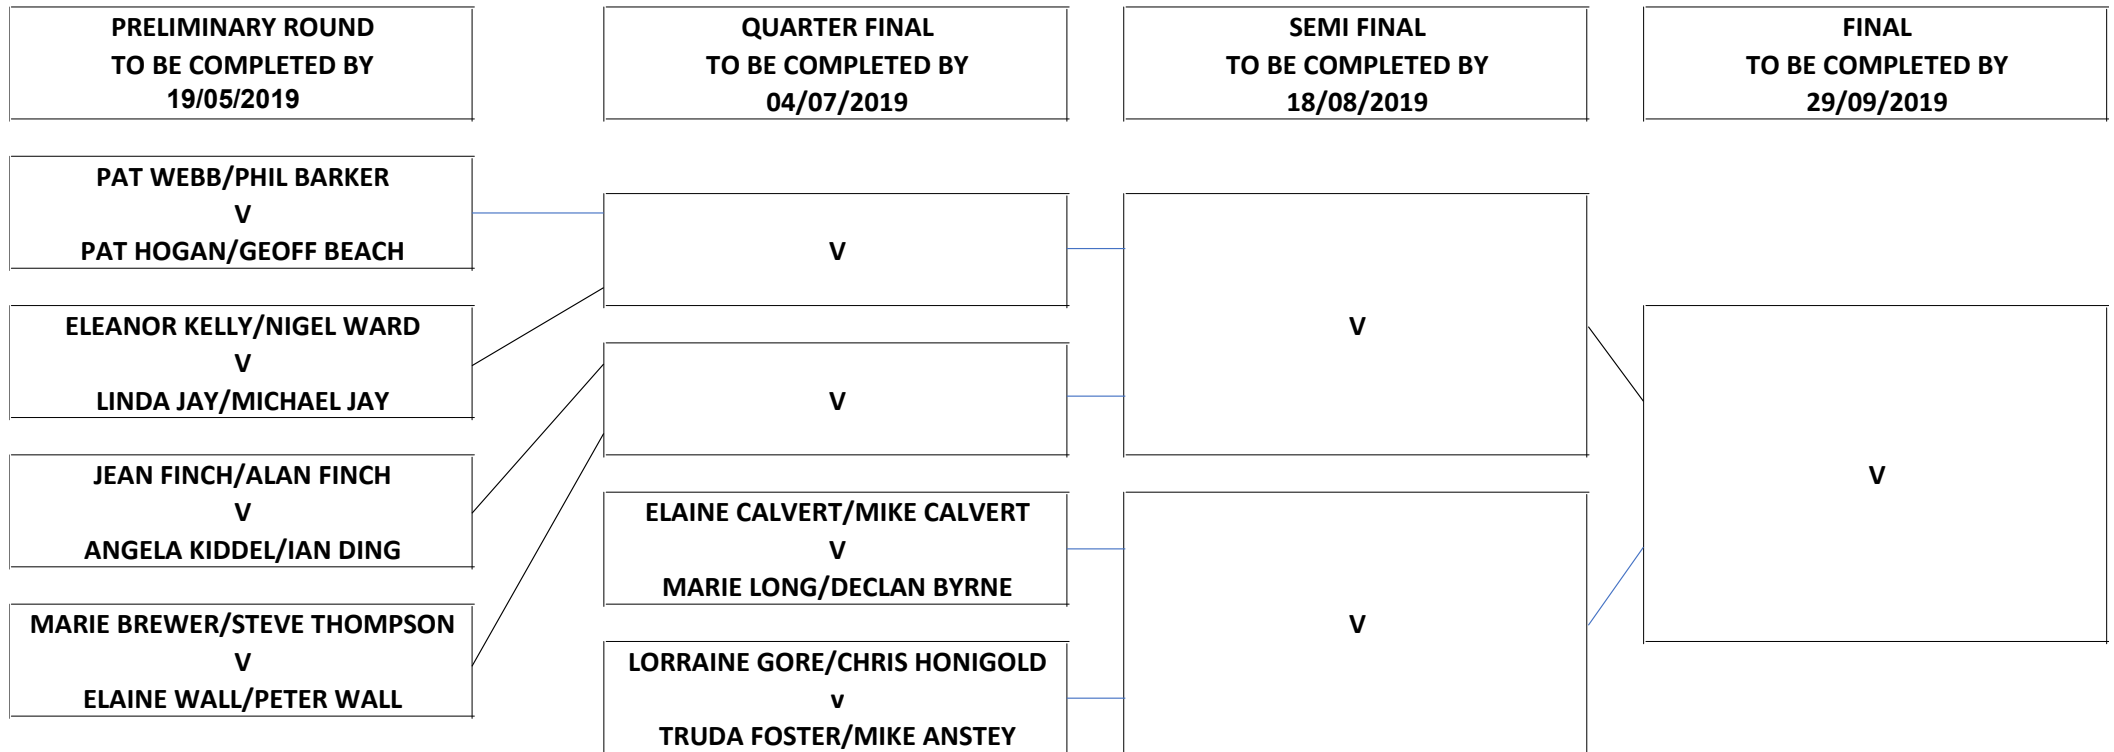 PRELIMINARY ROUND
TO BE COMPLETED BY
19/05/2019
QUARTER FINAL
TO BE COMPLETED BY
04/07/2019
SEMI FINAL
TO BE COMPLETED BY
18/08/2019
FINAL
TO BE COMPLETED BY
29/09/2019
PAT WEBB/PHIL BARKER
V
PAT HOGAN/GEOFF BEACH
ELEANOR KELLY/NIGEL WARD
V
LINDA JAY/MICHAEL JAY
JEAN FINCH/ALAN FINCH
V
ANGELA KIDDEL/IAN DING
MARIE BREWER/STEVE THOMPSON
V
ELAINE WALL/PETER WALL
V
V
ELAINE CALVERT/MIKE CALVERT
V
MARIE LONG/DECLAN BYRNE
LORRAINE GORE/CHRIS HONIGOLD
v
TRUDA FOSTER/MIKE ANSTEY
V
V
V